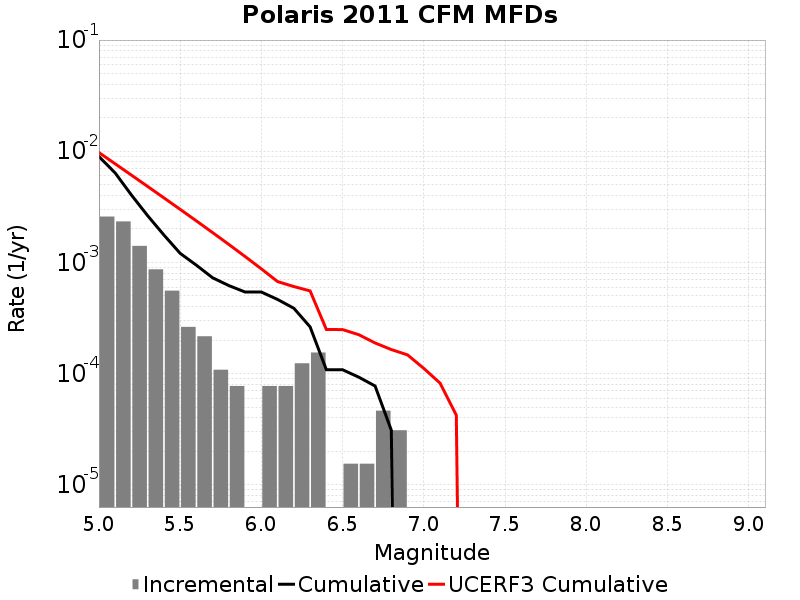 Polaris 2011 CFM MFDs
Rate (1/yr)
10-1
10-2
10-3
10-4
10-5
5.0 5.5 6.0 6.5 7.0 7.5 8.0 8.5 9.0
Magnitude
Incremental Cumulative UCERF3 Cumulative